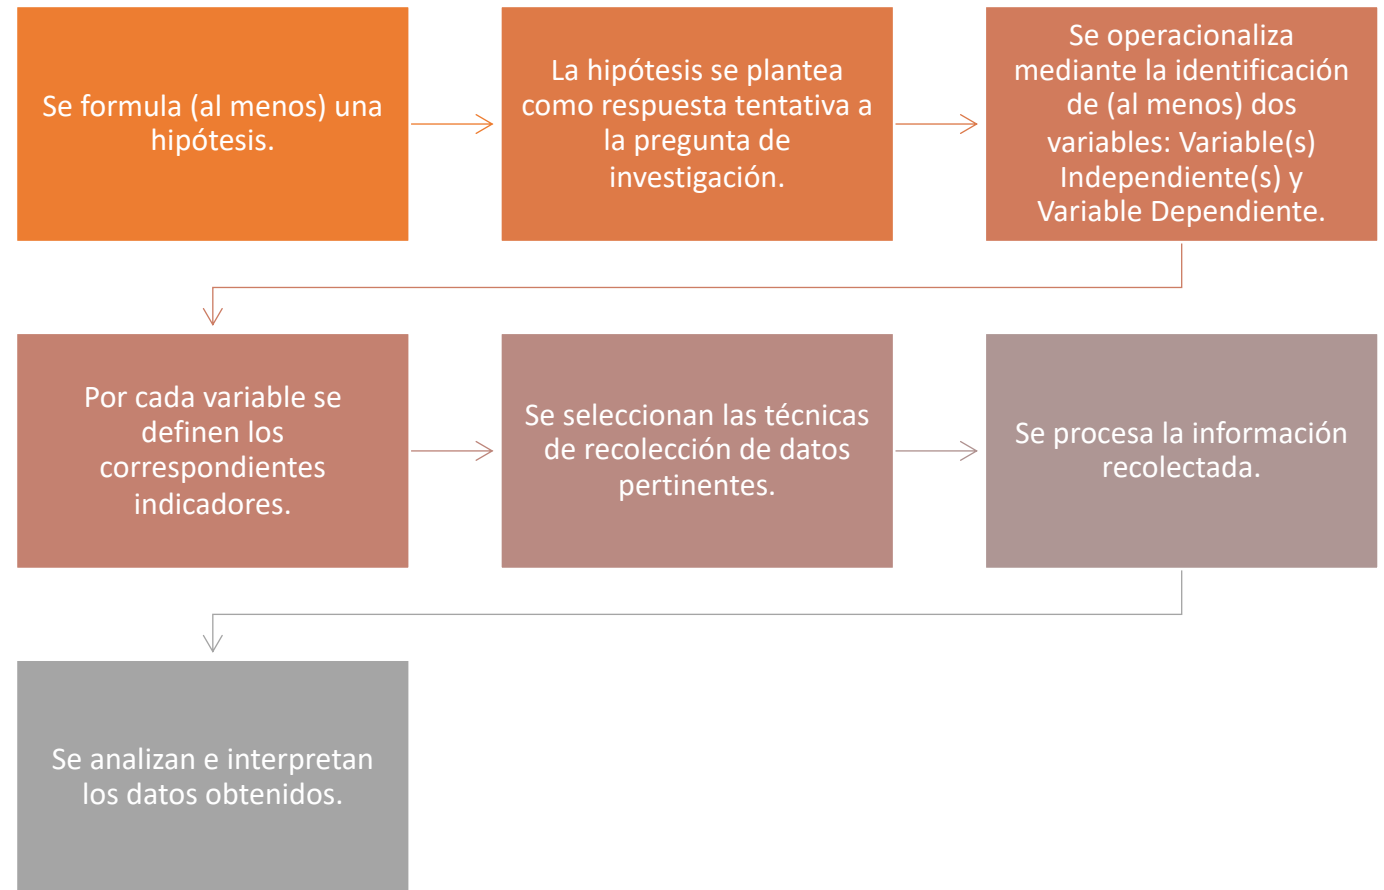 Se formula (al menos) una
hipótesis.
La hipótesis se plantea
como respuesta tentativa a
la pregunta de
investigación.
Se operacionaliza
mediante la identificación
de (al menos) dos
variables: Variable(s)
Independiente(s) y
Variable Dependiente.
Por cada variable se
definen los
correspondientes
indicadores.
Se seleccionan las técnicas
de recolección de datos
pertinentes.
Se procesa la información
recolectada.
Se analizan e interpretan
los datos obtenidos.